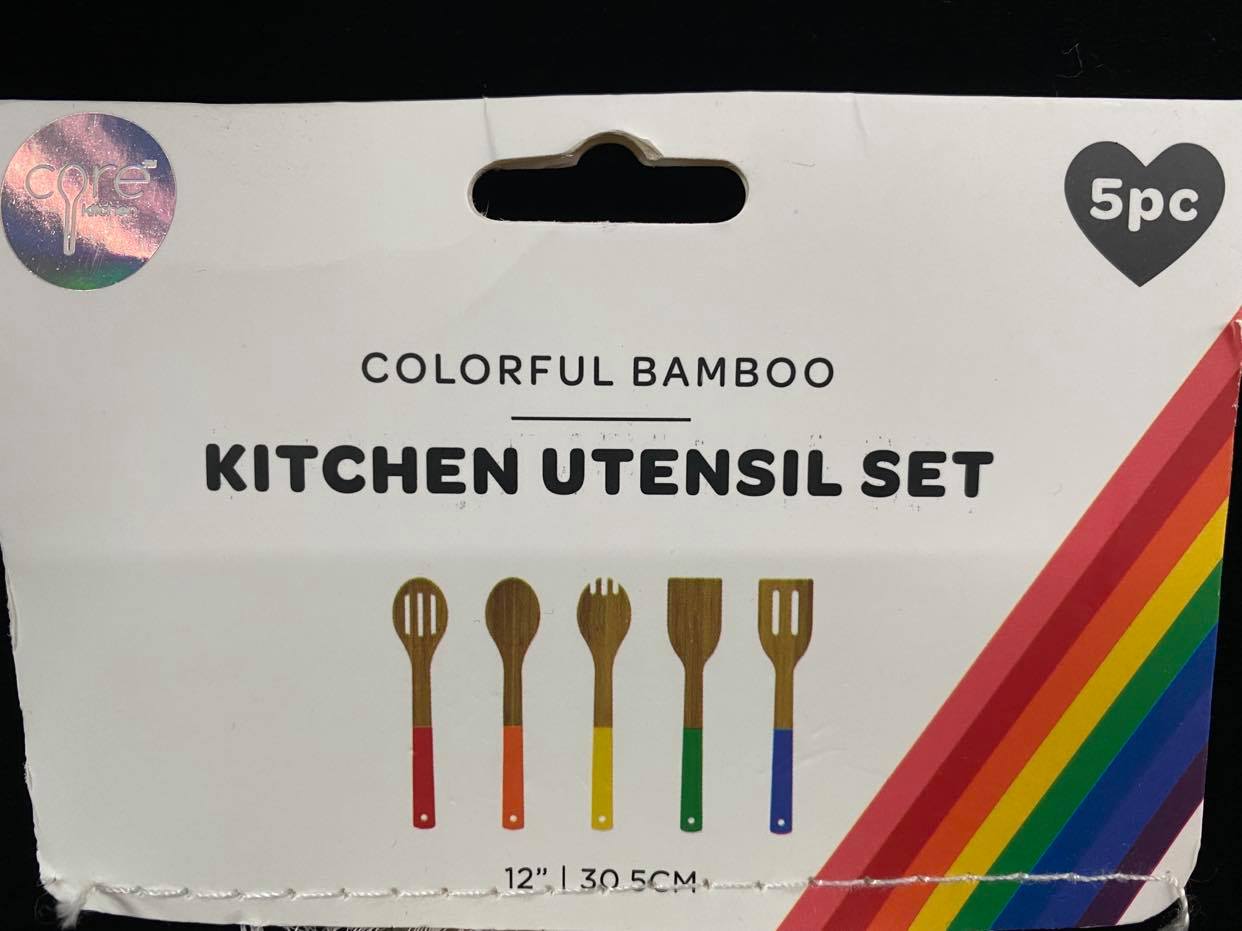 core
kitchen
5pc
COLORFUL BAMBOO
KITCHEN UTENSIL SET
12” | 30.5CM